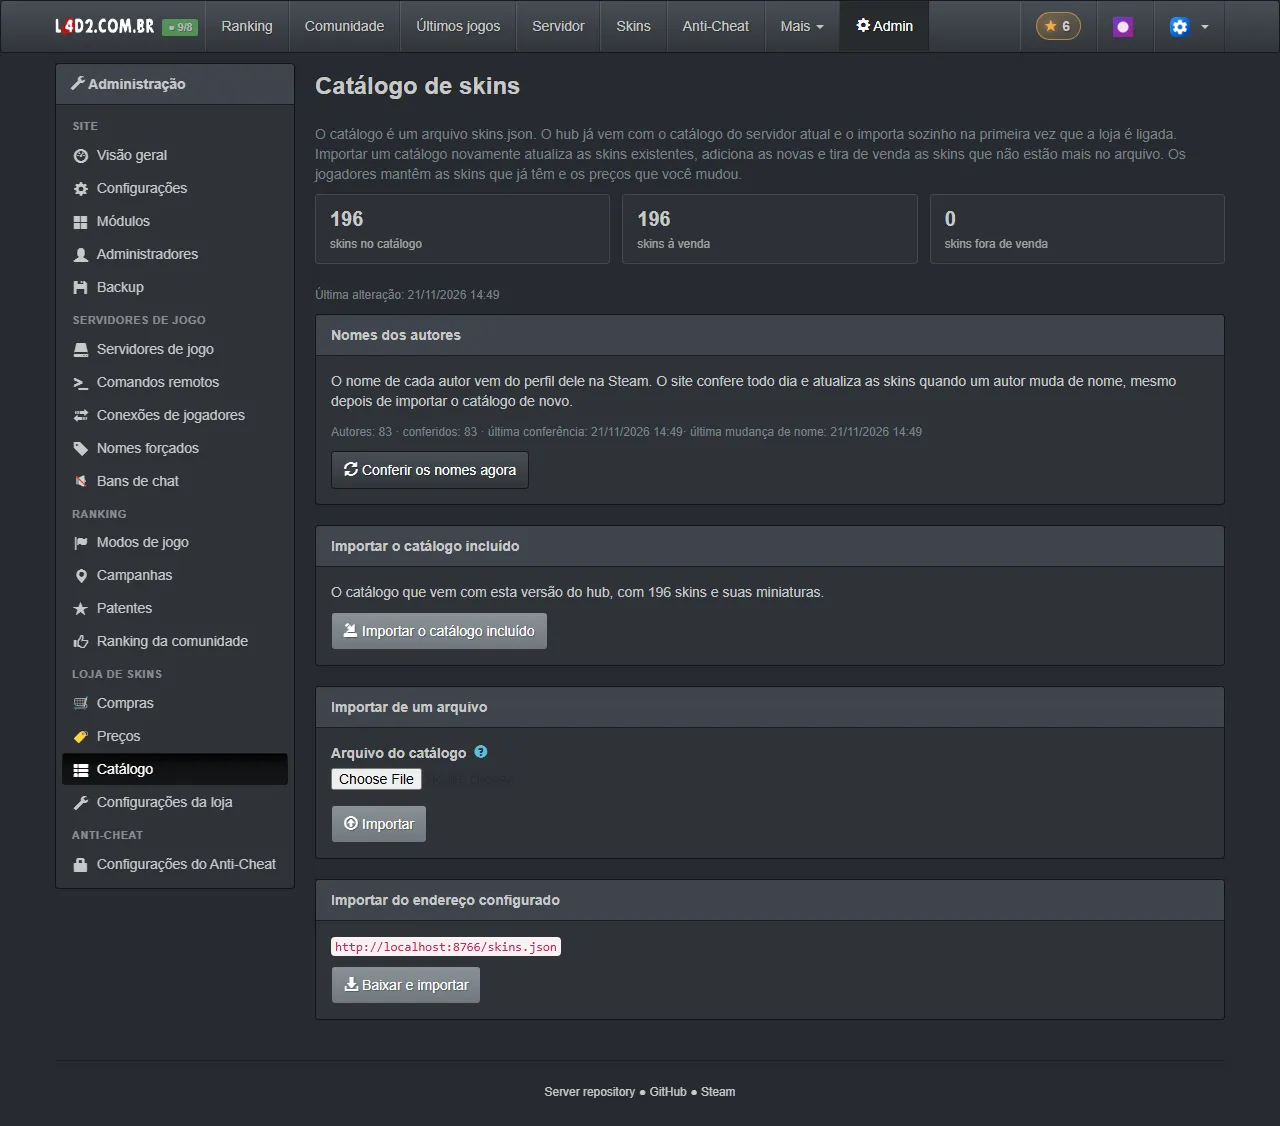 L4D2.COM.BR
● 9/8
Ranking
Comunidade
Últimos jogos
Servidor
Skins
Anti-Cheat
Mais
Admin
★ 6
Administração
SITE
Visão geral
Configurações
Módulos
Administradores
Backup
SERVIDORES DE JOGO
Servidores de jogo
Comandos remotos
Conexões de jogadores
Nomes forçados
Bans de chat
RANKING
Modos de jogo
Campanhas
Patentes
Ranking da comunidade
LOJA DE SKINS
Compras
Preços
Catálogo
Configurações da loja
ANTI-CHEAT
Configurações do Anti-Cheat
Catálogo de skins
O catálogo é um arquivo skins.json. O hub já vem com o catálogo do servidor atual e o importa sozinho na primeira vez que a loja é ligada.
Importar um catálogo novamente atualiza as skins existentes, adiciona as novas e tira de venda as skins que não estão mais no arquivo. Os
jogadores mantêm as skins que já têm e os preços que você mudou.
196
skins no catálogo
196
skins à venda
0
skins fora de venda
Última alteração: 21/11/2026 14:49
Nomes dos autores
O nome de cada autor vem do perfil dele na Steam. O site confere todo dia e atualiza as skins quando um autor muda de nome, mesmo
depois de importar o catálogo de novo.
Autores: 83 · conferidos: 83 · última conferência: 21/11/2026 14:49· última mudança de nome: 21/11/2026 14:49
Conferir os nomes agora
Importar o catálogo incluído
O catálogo que vem com esta versão do hub, com 196 skins e suas miniaturas.
Importar o catálogo incluído
Importar de um arquivo
Arquivo do catálogo ?
Choose File
Importar
Importar do endereço configurado
http://localhost:8766/skins.json
Baixar e importar
Server repository ● GitHub ● Steam